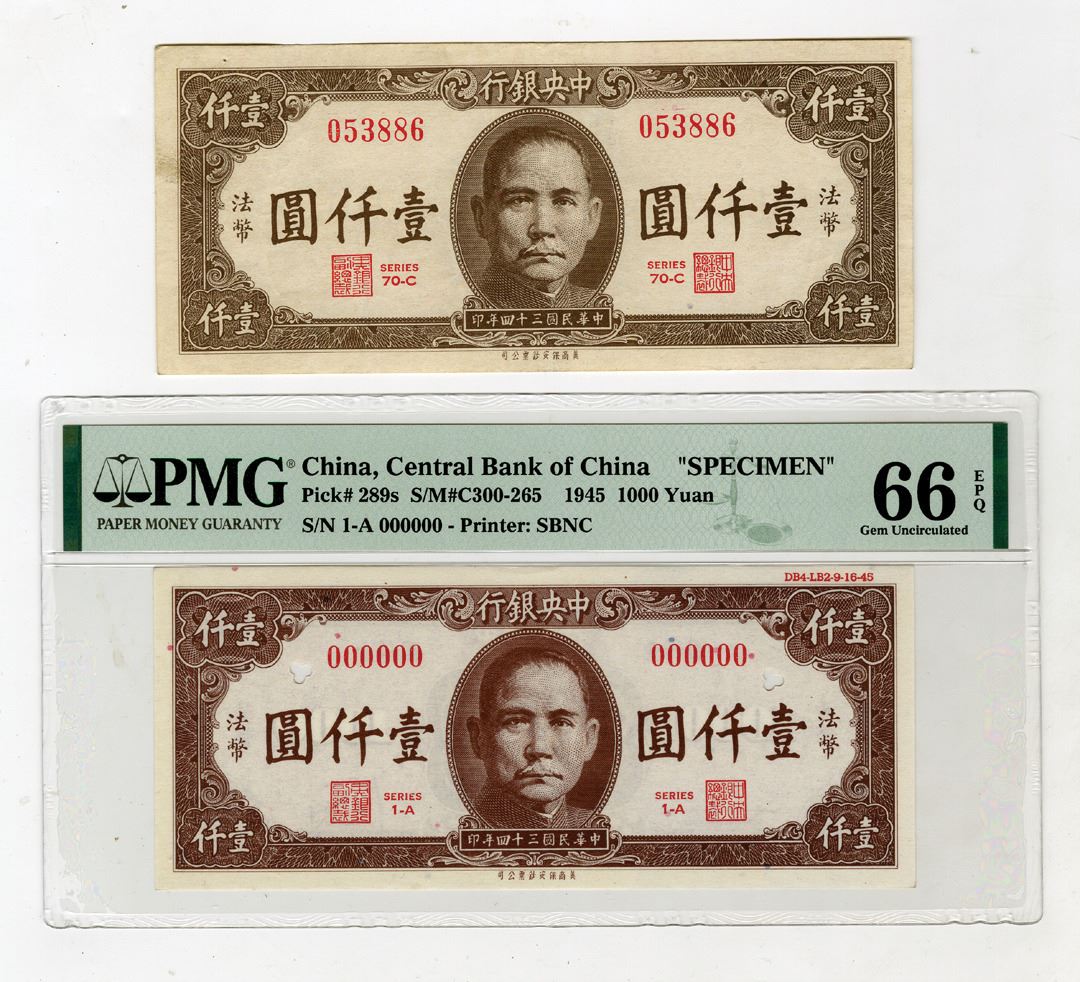 行銀央中
仟壹 仟壹
053886 053886
圓仟壹 圓仟壹
法幣 法幣
SERIES 70-C SERIES 70-C
仟壹 仟壹
印年四十三國民華中
PMG® China, Central Bank of China "SPECIMEN" 66 EPQ
Pick# 289s S/M#C300-265 1945 1000 Yuan
PAPER MONEY GUARANTY S/N 1-A 000000 - Printer: SBNC Gem Uncirculated
DB4-LB2-9-16-45
行銀央中
仟壹 仟壹
000000 000000
圓仟壹 圓仟壹
法幣 法幣
SERIES 1-A SERIES 1-A
仟壹 仟壹
印年四十三國民華中